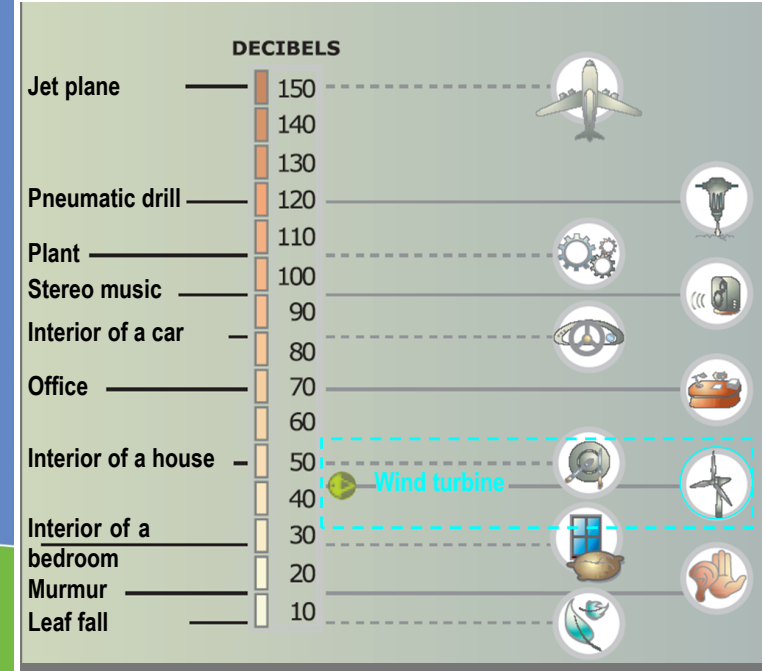 DECIBELS
Jet plane 150
140
130
Pneumatic drill 120
110
Plant
100
Stereo music
90
Interior of a car
80
Office 70
60
Interior of a house 50
Wind turbine
40
Interior of a
bedroom
30
20
Murmur
10
Leaf fall